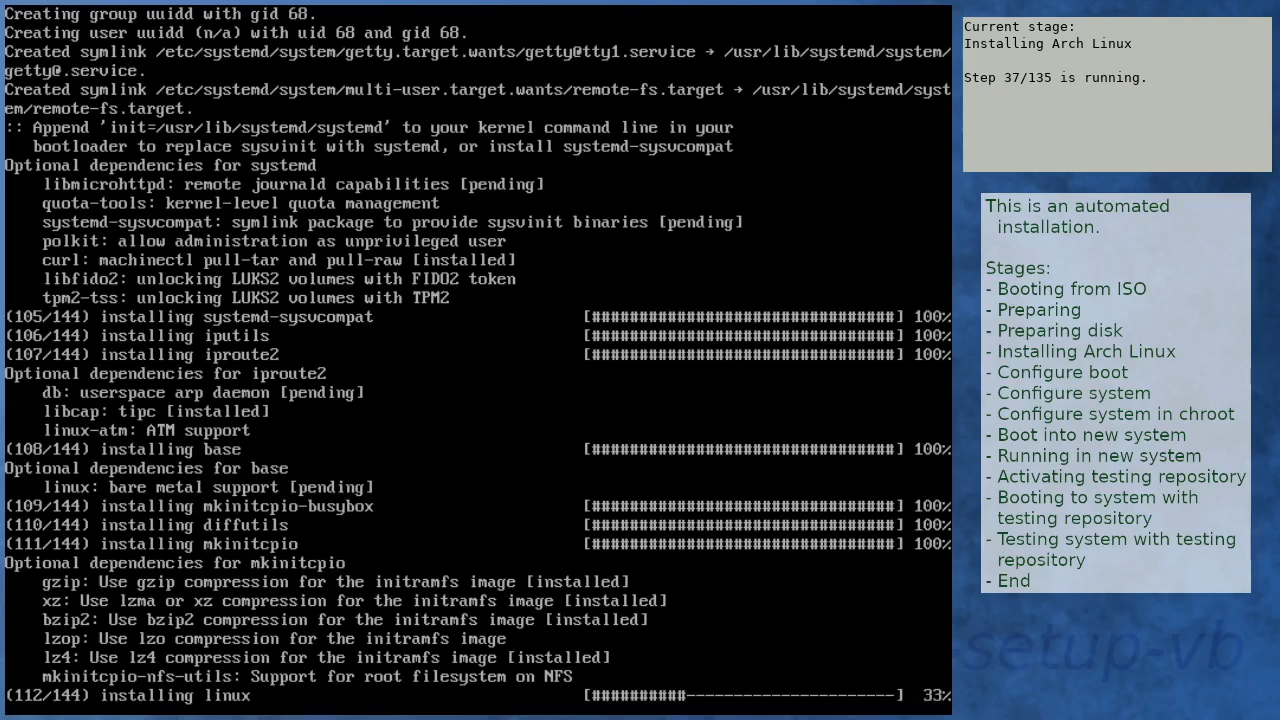 Creating group uuidd with gid 68.
Creating user uuidd (n/a) with uid 68 and gid 68.
Created symlink /etc/systemd/system/getty.target.wants/getty@tty1.service → /usr/lib/systemd/system/
getty@.service.
Created symlink /etc/systemd/system/multi-user.target.wants/remote-fs.target → /usr/lib/systemd/syst
em/remote-fs.target.
:: Append 'init=/usr/lib/systemd/systemd' to your kernel command line in your
bootloader to replace sysvinit with systemd, or install systemd-sysvcompat
Optional dependencies for systemd
libmicrohttpd: remote journald capabilities [pending]
quota-tools: kernel-level quota management
systemd-sysvcompat: symlink package to provide sysvinit binaries [pending]
polkit: allow administration as unprivileged user
curl: machinectl pull-tar and pull-raw [installed]
libfido2: unlocking LUKS2 volumes with FIDO2 token
tpm2-tss: unlocking LUKS2 volumes with TPM2
(105/144) installing systemd-sysvcompat [################################] 100%
(106/144) installing iputils [################################] 100%
(107/144) installing iproute2 [################################] 100%
Optional dependencies for iproute2
db: userspace arp daemon [pending]
libcap: tipc [installed]
linux-atm: ATM support
(108/144) installing base [################################] 100%
Optional dependencies for base
linux: bare metal support [pending]
(109/144) installing mkinitcpio-busybox [################################] 100%
(110/144) installing diffutils [################################] 100%
(111/144) installing mkinitcpio [################################] 100%
Optional dependencies for mkinitcpio
gzip: Use gzip compression for the initramfs image [installed]
xz: Use lzma or xz compression for the initramfs image [installed]
bzip2: Use bzip2 compression for the initramfs image [installed]
lzop: Use lzo compression for the initramfs image
lz4: Use lz4 compression for the initramfs image [installed]
mkinitcpio-nfs-utils: Support for root filesystem on NFS
(112/144) installing linux [##########----------------------] 33%
Current stage:
Installing Arch Linux
Step 37/135 is running.
This is an automated
installation.
Stages:
- Booting from ISO
- Preparing
- Preparing disk
- Installing Arch Linux
- Configure boot
- Configure system
- Configure system in chroot
- Boot into new system
- Running in new system
- Activating testing repository
- Booting to system with
testing repository
- Testing system with testing
repository
- End
setup-vb